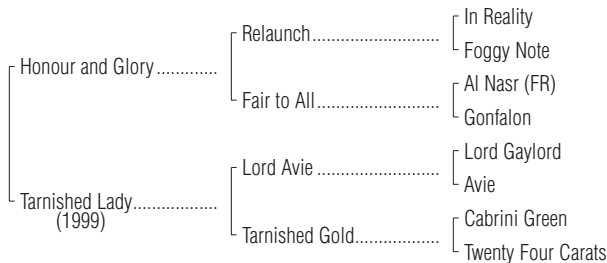 In Reality
Relaunch
Foggy Note
Honour and Glory
Al Nasr (FR)
Fair to All
Gonfalon
Lord Gaylord
Lord Avie
Avie
Tarnished Lady
(1999)
Cabrini Green
Tarnished Gold
Twenty Four Carats